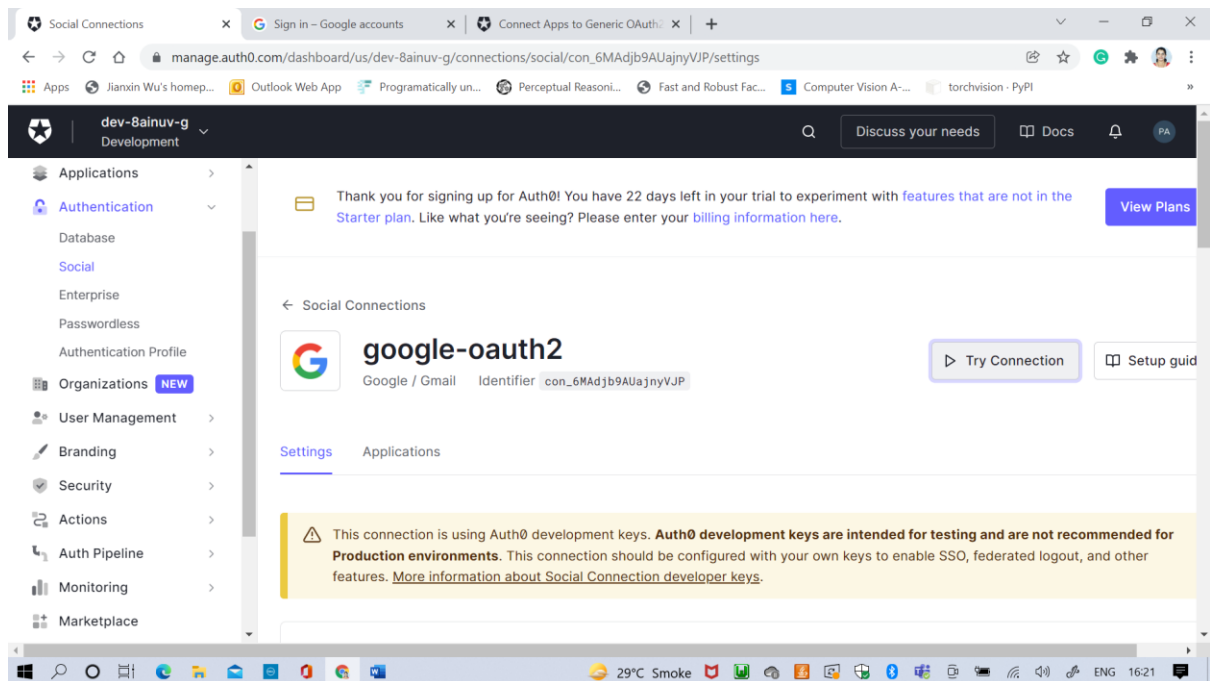 Social Connections
Sign in – Google accounts
Connect Apps to Generic OAuth2
manage.auth0.com/dashboard/us/dev-8ainuv-g/connections/social/con_6MAdjb9AUajnyVJP/settings
Apps
Jianxin Wu's homep...
Outlook Web App
Programatically un...
Perceptual Reasoni...
Fast and Robust Fac...
Computer Vision A-...
torchvision · PyPI
»
dev-8ainuv-g
Development
Discuss your needs
Docs
PA
Applications
Authentication
Database
Social
Enterprise
Passwordless
Authentication Profile
Organizations NEW
User Management
Branding
Security
Actions
Auth Pipeline
Monitoring
Marketplace
Thank you for signing up for Auth0! You have 22 days left in your trial to experiment with features that are not in the
Starter plan. Like what you're seeing? Please enter your billing information here.
View Plans
← Social Connections
google-oauth2
Google / Gmail Identifier con_6MAdjb9AUajnyVJP
Try Connection
Setup guid
Settings
Applications
This connection is using Auth0 development keys. Auth0 development keys are intended for testing and are not recommended for
Production environments. This connection should be configured with your own keys to enable SSO, federated logout, and other
features. More information about Social Connection developer keys.
29°C Smoke
ENG
16:21